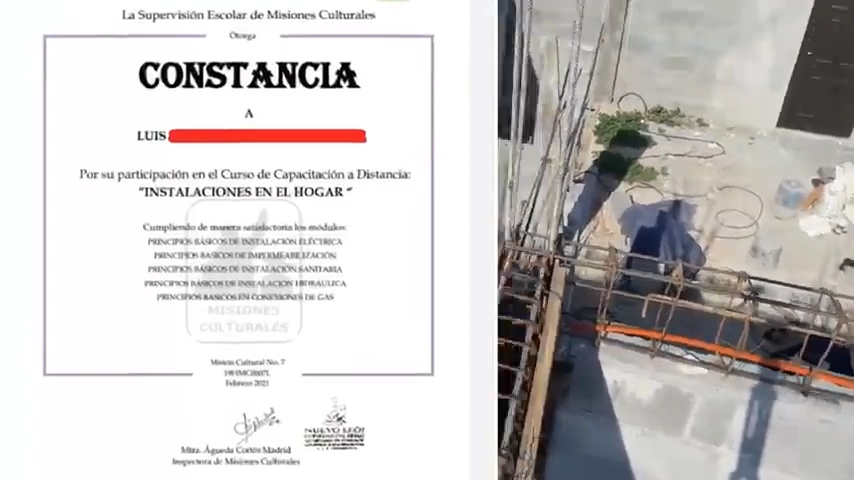 La Supervisión Escolar de Misiones Culturales
Otorga
CONSTANCIA
A
LUIS
Por su participación en el Curso de Capacitación a Distancia:
"INSTALACIONES EN EL HOGAR"
Cumpliendo de manera satisfactoria los módulos:
PRINCIPIOS BÁSICOS DE INSTALACIÓN ELÉCTRICA
PRINCIPIOS BÁSICOS DE IMPERMEABILIZACIÓN
PRINCIPIOS BÁSICOS DE INSTALACIÓN SANITARIA
PRINCIPIOS BÁSICOS DE INSTALACIÓN HIDRÁULICA
PRINCIPIOS BÁSICOS EN CONEXIONES DE GAS
MISIONES
CULTURALES
Misión Cultural No. 7
Febrero 2021
NUEVO LEÓN
Mtra. Águeda Cortés Madrid
Inspectora de Misiones Culturales